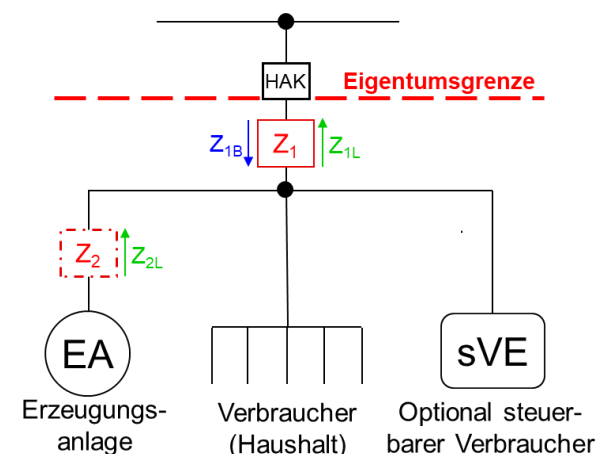 HAK
Eigentumsgrenze
Z1B
Z1
Z1L
Z2
Z2L
EA
sVE
Erzeugungs-
anlage
Verbraucher
(Haushalt)
Optional steuer-
barer Verbraucher